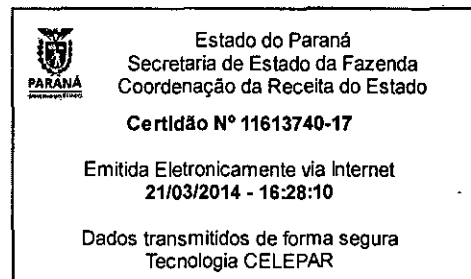 Estado do Paraná
Secretaria de Estado da Fazenda
Coordenação da Receita do Estado
PARANÁ
Certidão Nº 11613740-17
Emitida Eletronicamente via Internet
21/03/2014 - 16:28:10
Dados transmitidos de forma segura
Tecnologia CELEPAR